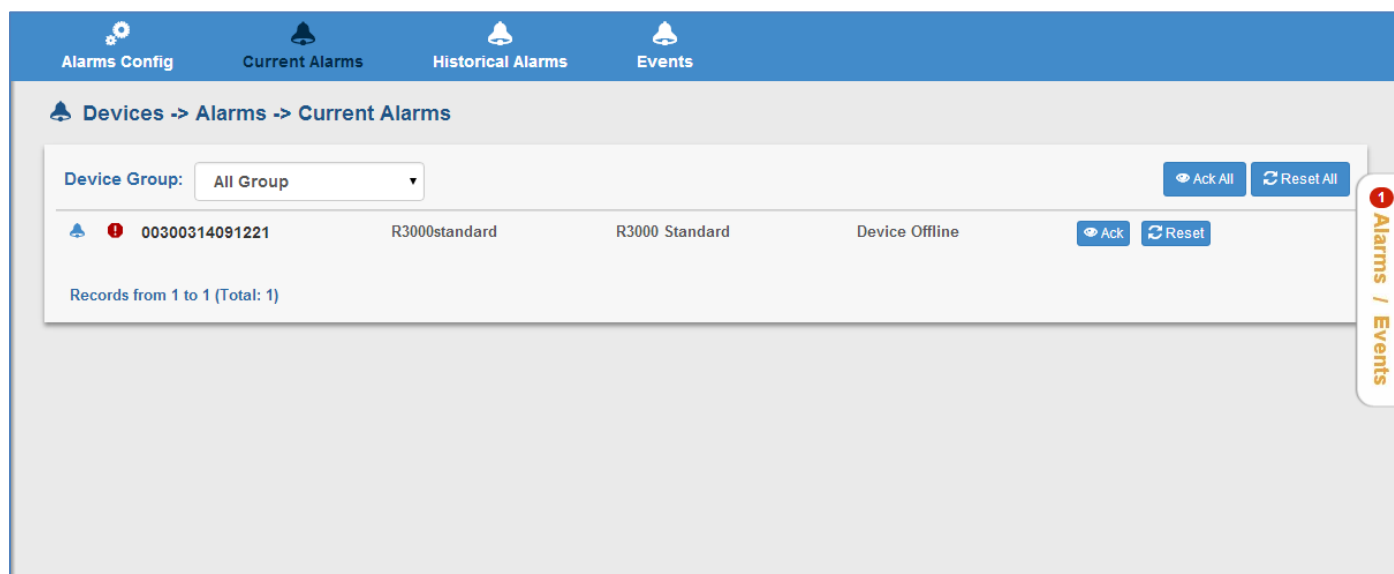 Alarms Config Current Alarms Historical Alarms Events
Devices -> Alarms -> Current Alarms
Device Group: All Group Ack All Reset All
00300314091221 R3000standard R3000 Standard Device Offline Ack Reset
Records from 1 to 1 (Total: 1)
1 Alarms / Events